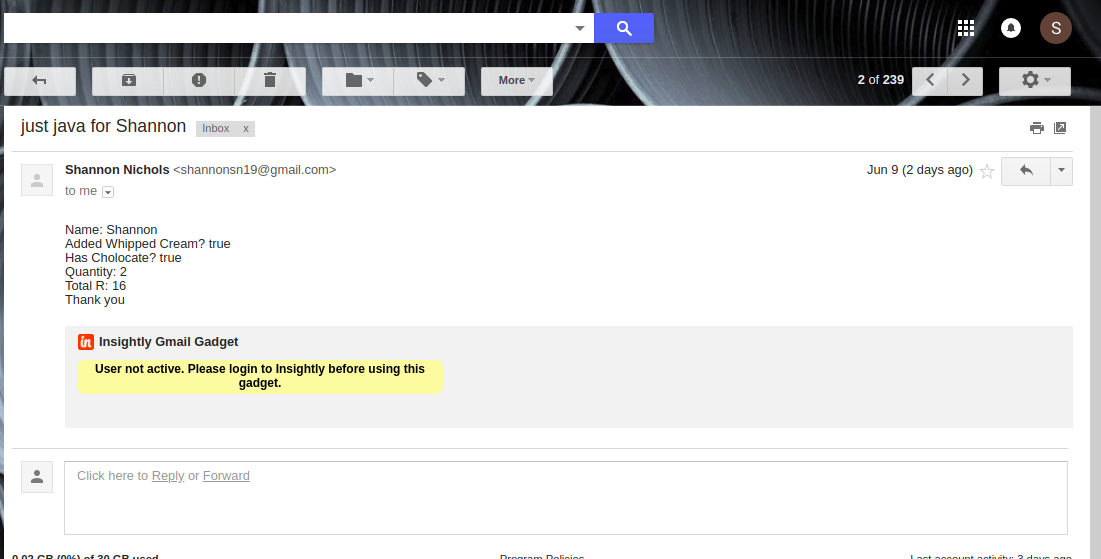 S
More
2 of 239
just java for Shannon Inbox x
Shannon Nichols <shannonsn19@gmail.com> Jun 9 (2 days ago)
to me
Name: Shannon
Added Whipped Cream? true
Has Cholocate? true
Quantity: 2
Total R: 16
Thank you
in Insightly Gmail Gadget
User not active. Please login to Insightly before using this
gadget.
Click here to Reply or Forward
0.02 GB (0%) of 30 GB used Program Policies Last account activity: 3 days ago